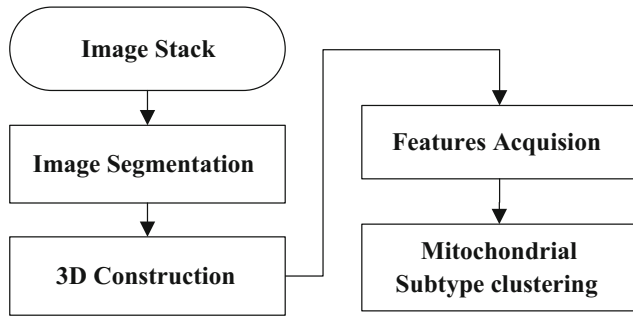 Image Stack
Image Segmentation
3D Construction
Features Acquision
Mitochondrial
Subtype clustering